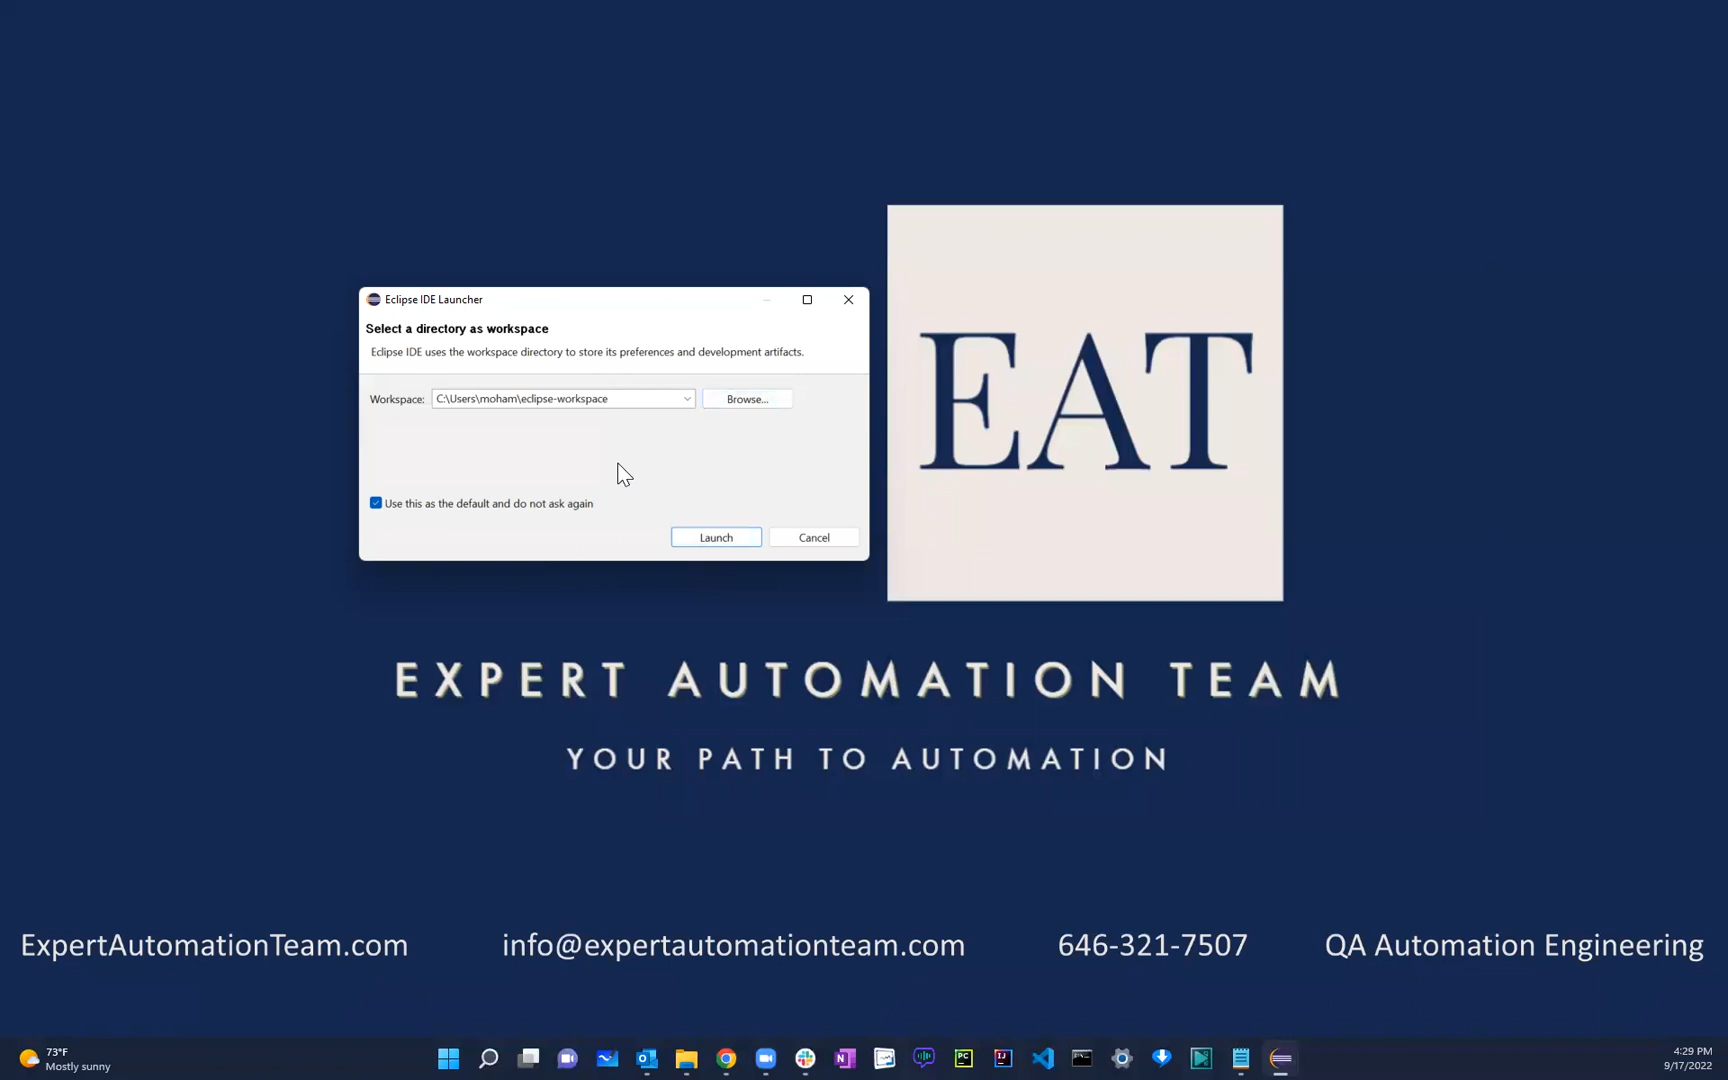 Eclipse IDE Launcher
Select a directory as workspace
Eclipse IDE uses the workspace directory to store its preferences and development artifacts.
Workspace: C:\Users\moham\eclipse-workspace Browse...
Use this as the default and do not ask again
Launch Cancel
EAT
EXPERT AUTOMATION TEAM
YOUR PATH TO AUTOMATION
ExpertAutomationTeam.com info@expertautomationteam.com 646-321-7507 QA Automation Engineering
73°F
Mostly sunny
PC
IJ
4:29 PM
9/17/2022